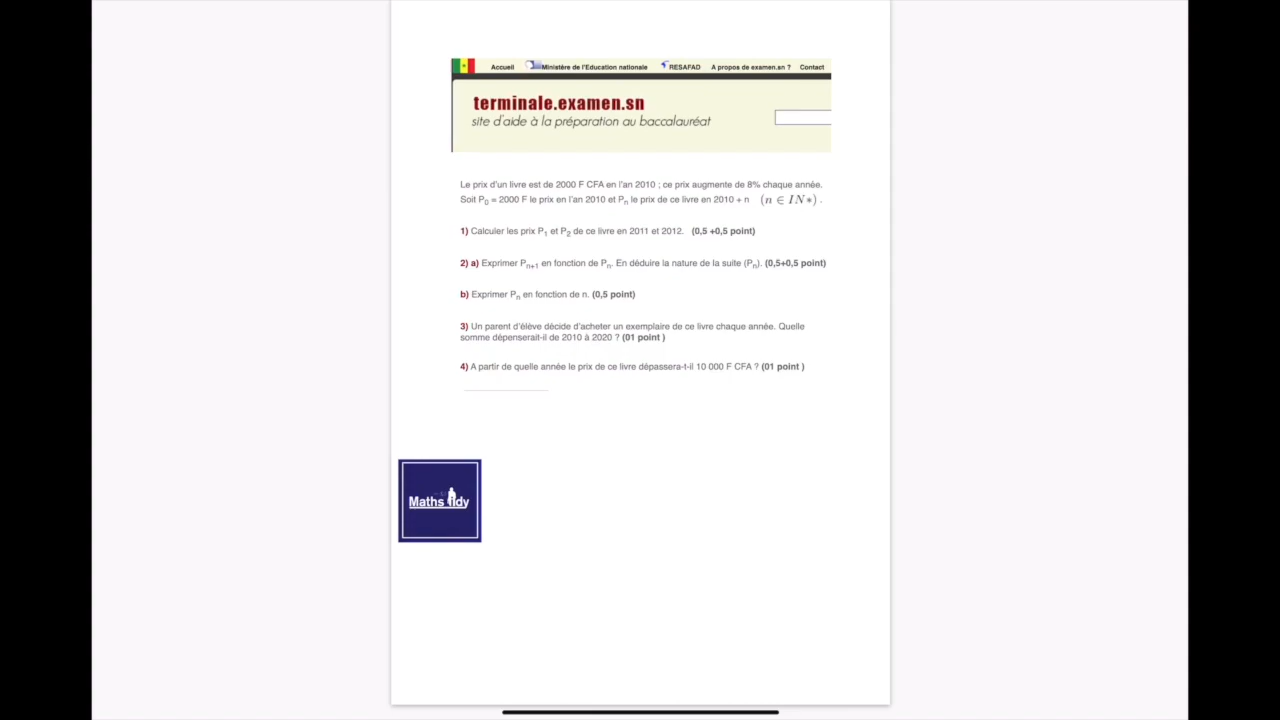 Accueil Ministère de l'Education nationale RESAFAD A propos de examen.sn ? Contact
terminale.examen.sn
site d'aide à la préparation au baccalauréat
Le prix d'un livre est de 2000 F CFA en l'an 2010 ; ce prix augmente de 8% chaque année.
Soit P0 = 2000 F le prix en l'an 2010 et Pn le prix de ce livre en 2010 + n (n ∈ IN*) .
1) Calculer les prix P1 et P2 de ce livre en 2011 et 2012. (0,5 +0,5 point)
2) a) Exprimer Pn+1 en fonction de Pn. En déduire la nature de la suite (Pn). (0,5+0,5 point)
b) Exprimer Pn en fonction de n. (0,5 point)
3) Un parent d'élève décide d'acheter un exemplaire de ce livre chaque année. Quelle
somme dépenserait-il de 2010 à 2020 ? (01 point )
4) A partir de quelle année le prix de ce livre dépassera-t-il 10 000 F CFA ? (01 point )
Maths dy